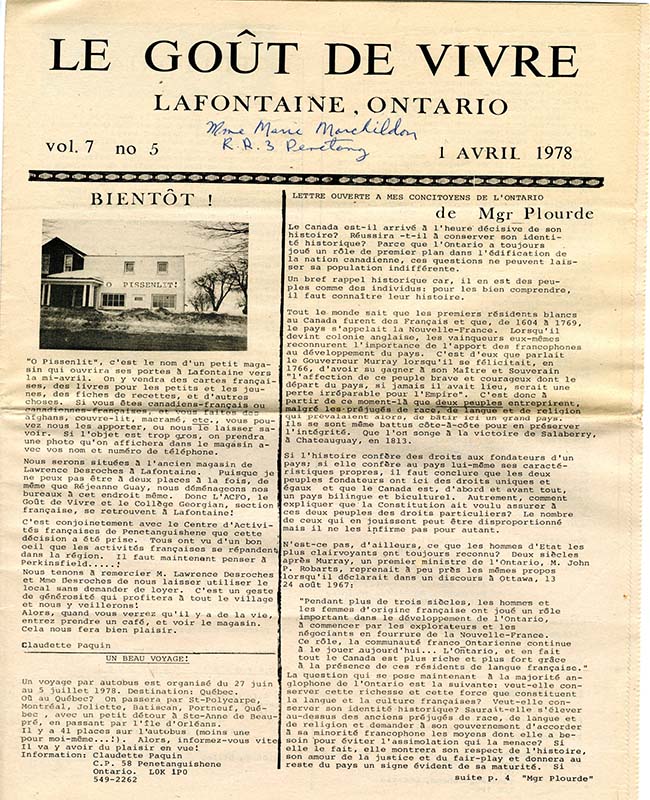 LE GOÛT DE VIVRE
LAFONTAINE, ONTARIO
Mme Marie Marchildon
R.R.3 Penetang
vol. 7 no 5
1 AVRIL 1978
BIENTÔT !
O PISSENLIT!
"O Pissenlit", c'est le nom d'un petit maga-
sin qui ouvrira ses portes à Lafontaine vers
la mi-avril. On y vendra des cartes françai-
ses, des livres pour les petits et les jou-
nes, des fiches de recettes, et d'autres
choses. Si vous êtes canadiens-français ou
canadiennes-françaises, et vous faites des
afghans, couvre-lit, macramé, etc., vous pou-
vez nous les apporter ou nous le laisser sa-
voir. Si l'objet est trop gros, on prendra
une photo qu'on affichera dans le magasin a-
vec vos nom et numéro de téléphone.
Nous serons situées à l'ancien magasin de
Lawrence Desroches à Lafontaine. Puisque je
ne peux pas être à deux places à la fois, de
même que Réjeanne Guay, nous déménageons nos
bureaux à cet endroit même. Donc L'ACFO, le
Goût de Vivre et le Collège Georgian, section
française, se retrouvent à Lafontaine!
C'est conjointement avec le Centre d'Activi-
tés françaises de Penetanguishene que cette
décision a été prise. Tous ont vu d'un bon
oeil que les activités françaises se répandent
dans la région. Il faut maintenent penser à
Perkinsfield.....!
Nous tenons à remercier M. Lawrence Desroches
et Mme Desroches de nous laisser utiliser le
local sans demander de loyer. C'est un geste
de générosité qui profitera à tout le village
et nous y veillerons!
Alors, quand vous verrez qu'il y a de la vie,
entrez prendre un café, et voir le magasin.
Cela nous fera bien plaisir.
Claudette Paquin
UN BEAU VOYAGE!
Un voyage par autobus est organisé du 27 juin
au 5 juillet 1978. Destination: Québec.
Où au Québec? On passera par St-Polycarpe,
Montréal, Joliette, Batiscan, Portneuf, Qué-
bec , avec un petit détour à Ste-Anne de Beau-
pré, en passant par l'Île d'Orléans.
Il y a 41 places sur l'autobus (moins une
pour moi-même...!). Alors, informez-vous vite
Il va y avoir du plaisir en vue!
Information: Claudette Paquin
C.P. 58 Penetanguishene
Ontario. L0K 1P0
549-2262
LETTRE OUVERTE A MES CONCITOYENS DE L'ONTARIO
de Mgr Plourde
Le Canada est-il arrivé à l'heure décisive de son
histoire? Réussira -t-il à conserver son identi-
té historique? Parce que l'Ontario a toujours
joué un rôle de premier plan dans l'édification de
la nation canadienne, ces questions ne peuvent lais-
ser sa population indifférente.
Un bref rappel historique car, il en est des peu-
ples comme des individus: pour les bien comprendre,
il faut connaître leur histoire.
Tout le monde sait que les premiers résidents blancs
au Canada furent des Français et que, de 1604 à 1769,
le pays s'appelait la Nouvelle-France. Lorsqu'il
devint colonie anglaise, les vainqueurs eux-mêmes
reconnurent l'importance de l'apport des francophones
au développement du pays. C'est d'eux que parlait
le Gouverneur Murray lorsqu'il se félicitait, en
1766, d'avoir su gagner à son Maître et Souverain
"l'affection de ce peuple brave et courageux dont le
départ du pays, si jamais il avait lieu, serait une
perte irréparable pour l'Empire". C'est donc à
partir de ce moment-là que deux peuples entreprirent,
malgré les préjugés de race, de langue et de religion
qui prévalaient alors, de bâtir ici un grand pays.
Ils se sont même battus côte-à-côte pour en préserver
l'intégrité. Que l'on songe à la victoire de Salaberry,
à Chateauguay, en 1813.
Si l'histoire confère des droits aux fondateurs d'un
pays; si elle confère au pays lui-même ses caracté-
ristiques propres, il faut conclure que les deux
peuples fondateurs ont ici des droits uniques et
égaux et que le Canada est, d'abord et avant tout,
un pays bilingue et biculturel. Autrement, comment
expliquer que la Constitution ait voulu assurer à
ces deux peuples des droits particuliers? Le nombre
de ceux qui en jouissent peut être disproportionné
mais il no les infirme pas pour autant.
N'est-ce pas, d'ailleurs, ce que les hommes d'Etat les
plus clairvoyants ont toujours reconnu? Deux siècles
après Murray, un premier ministre de l'Ontario, M. John
P. Robarts, reprenait à peu près les mêmes propos
lorsqu'il déclarait dans un discours à Ottawa, 13
24 août 1967:
"Pendant plus de trois siècles, les hommes et
les femmes d'origine française ont joué un rôle
important dans le développement de l'Ontario,
à commencer par les explorateurs et les
négociants en fourrure de la Nouvelle-France.
Ce rôle, la communauté franco Ontarienne continue
à le jouer aujourd'hui... L'Ontario, et en fait
tout le Canada est plus riche et plus fort grâce
à la présence de ces résidents de langue française."
La question qui se pose maintenant à la majorité an-
glophone de l'Ontario est la suivante: veut-elle con-
server cette richesse et cette force que constituent
la langue et la culture françaises? Veut-elle con-
server son identité historique? Saurait-elle s'élever
au-dessus des anciens préjugés de race, de langue et
de religion et demander à son gouvernement d'accorder
à sa minorité francophone les moyens dont elle a be-
soin pour éviter l'assimolation qui la menace? Si
elle le fait, elle montrera son respect de l'histoire,
son amour de la justice et du fair-play et donnera au
reste du pays un signe évident de sa maturité. Si
suite p. 4 "Mgr Plourde"